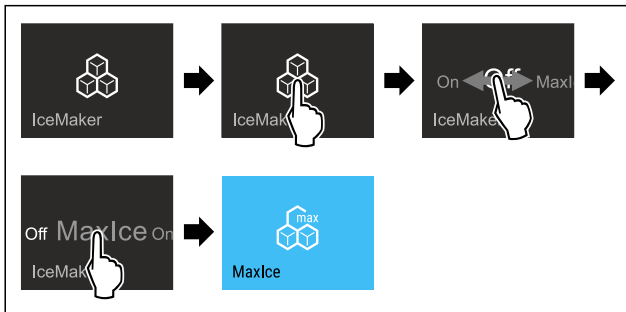 IceMaker
IceMak
On Off MaxI
IceMake
Off MaxIce On
IceMak
max
MaxIce